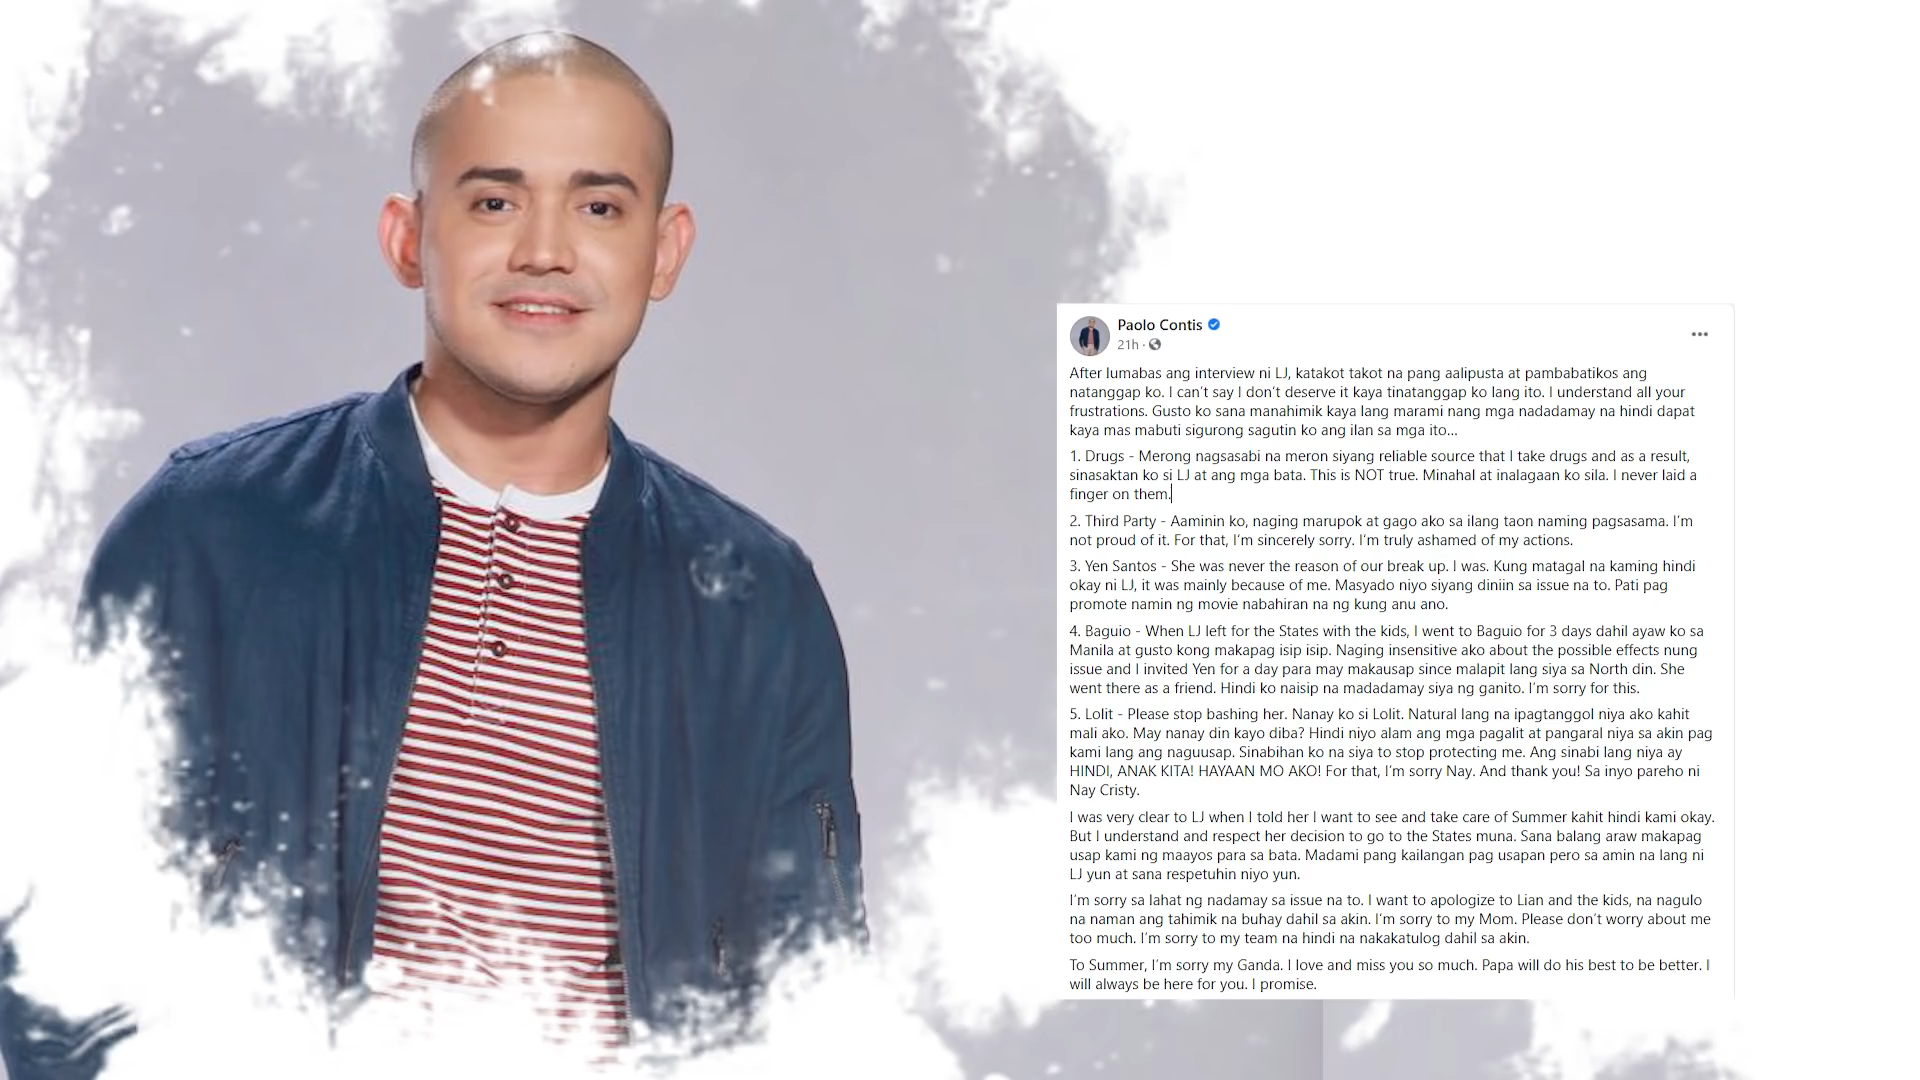 Paolo Contis
21h ·
After lumabas ang interview ni LJ, katakot takot na pang aalipusta at pambabatikos ang
natanggap ko. I can't say I don't deserve it kaya tinatanggap ko lang ito. I understand all your
frustrations. Gusto ko sana manahimik kaya lang marami nang mga nadadamay na hindi dapat
kaya mas mabuti sigurong sagutin ko ang ilan sa mga ito...
1. Drugs - Merong nagsasabi na meron siyang reliable source that I take drugs and as a result,
sinasaktan ko si LJ at ang mga bata. This is NOT true. Minahal at inalagaan ko sila. I never laid a
finger on them.
2. Third Party - Aaminin ko, naging marupok at gago ako sa ilang taon naming pagsasama. I'm
not proud of it. For that, I'm sincerely sorry. I'm truly ashamed of my actions.
3. Yen Santos - She was never the reason of our break up. I was. Kung matagal na kaming hindi
okay ni LJ, it was mainly because of me. Masyado niyo siyang diniin sa issue na to. Pati pag
promote namin ng movie nabahiran na ng kung anu ano.
4. Baguio - When LJ left for the States with the kids, I went to Baguio for 3 days dahil ayaw ko sa
Manila at gusto kong makapag isip isip. Naging insensitive ako about the possible effects nung
issue and I invited Yen for a day para may makausap since malapit lang siya sa North din. She
went there as a friend. Hindi ko naisip na madadamay siya ng ganito. I'm sorry for this.
5. Lolit - Please stop bashing her. Nanay ko si Lolit. Natural lang na ipagtanggol niya ako kahit
mali ako. May nanay din kayo diba? Hindi niyo alam ang mga pagalit at pangaral niya sa akin pag
kami lang ang naguusap. Sinabihan ko na siya to stop protecting me. Ang sinabi lang niya ay
HINDI, ANAK KITA! HAYAAN MO AKO! For that, I'm sorry Nay. And thank you! Sa inyo pareho ni
Nay Cristy.
I was very clear to LJ when I told her I want to see and take care of Summer kahit hindi kami okay.
But I understand and respect her decision to go to the States muna. Sana balang araw makapag
usap kami ng maayos para sa bata. Madami pang kailangan pag usapan pero sa amin na lang ni
LJ yun at sana respetuhin niyo yun.
I'm sorry sa lahat ng nadamay sa issue na to. I want to apologize to Lian and the kids, na nagulo
na naman ang tahimik na buhay dahil sa akin. I'm sorry to my Mom. Please don't worry about me
too much. I'm sorry to my team na hindi na nakakatulog dahil sa akin.
To Summer, I'm sorry my Ganda. I love and miss you so much. Papa will do his best to be better. I
will always be here for you. I promise.